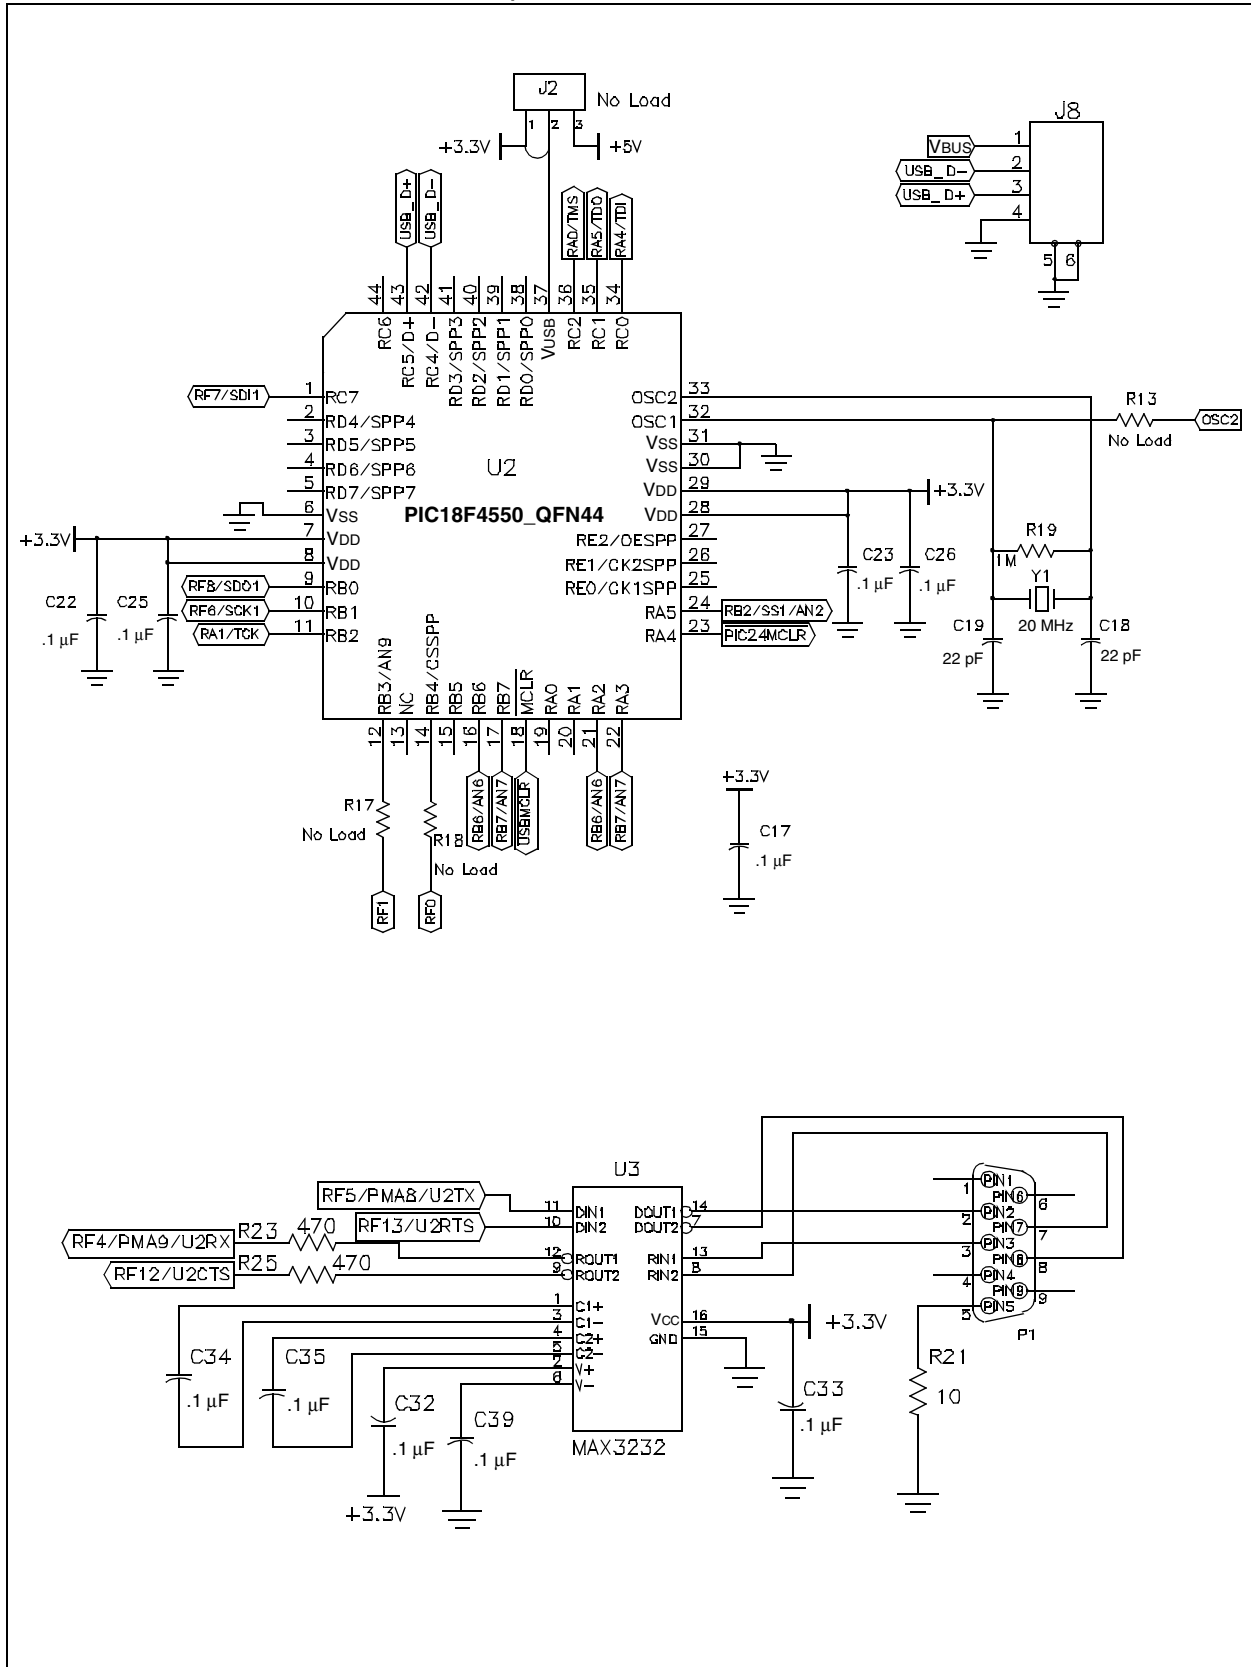 J2
No Load
1 2 3
+3.3V
+5V
J8
VBUS 1
USB_D- 2
USB_D+ 3
4
5 6
USB_D+
USB_D-
RA0/TMS
RA5/TDO
RA4/TDI
44 43 42 41 40 39 38 37 36 35 34
RC6
RC5/D+
RC4/D-
RD3/SPP3
RD2/SPP2
RD1/SPP1
RD0/SPP0
VUSB
RC2
RC1
RC0
RF7/SDI1 1 RC7
2 RD4/SPP4
3 RD5/SPP5
4 RD6/SPP6
5 RD7/SPP7
6 VSS
+3.3V 7 VDD
8 VDD
RF8/SDO1 9 RB0
RF6/SCK1 10 RB1
RA1/TCK 11 RB2
C22
.1 µF
C25
.1 µF
U2
PIC18F4550_QFN44
OSC2 33
OSC1 32
VSS 31
VSS 30
VDD 29
VDD 28
RE2/OESPP 27
RE1/CK2SPP 26
RE0/CK1SPP 25
RA5 24 RB2/SS1/AN2
RA4 23 PIC24MCLR
+3.3V
C23
.1 µF
C26
.1 µF
R13
No Load
OSC2
R19
1M
Y1
20 MHz
C19
22 pF
C18
22 pF
RB3/AN9
NC
RB4/CSSPP
RB5
RB6
RB7
MCLR
RA0
RA1
RA2
RA3
12 13 14 15 16 17 18 19 20 21 22
R17
No Load
R18
No Load
RF1
RF0
RB6/AN6
RB7/AN7
USBMCLR
RB6/AN6
RB7/AN7
+3.3V
C17
.1 µF
U3
RF5/PMA8/U2TX 11 DIN1
RF13/U2RTS 10 DIN2
RF4/PMA9/U2RX R23 470 12 ROUT1
RF12/U2CTS R25 470 9 ROUT2
1 C1+
3 C1-
4 C2+
5 C2-
2 V+
6 V-
DOUT1 14
DOUT2 7
RIN1 13
RIN2 8
VCC 16
GND 15
MAX3232
C34
.1 µF
C35
.1 µF
C32
.1 µF
+3.3V
C39
.1 µF
+3.3V
C33
.1 µF
1 PIN1
PIN6 6
2 PIN2
PIN7 7
3 PIN3
PIN8 8
4 PIN4
PIN9 9
5 PIN5
P1
R21
10